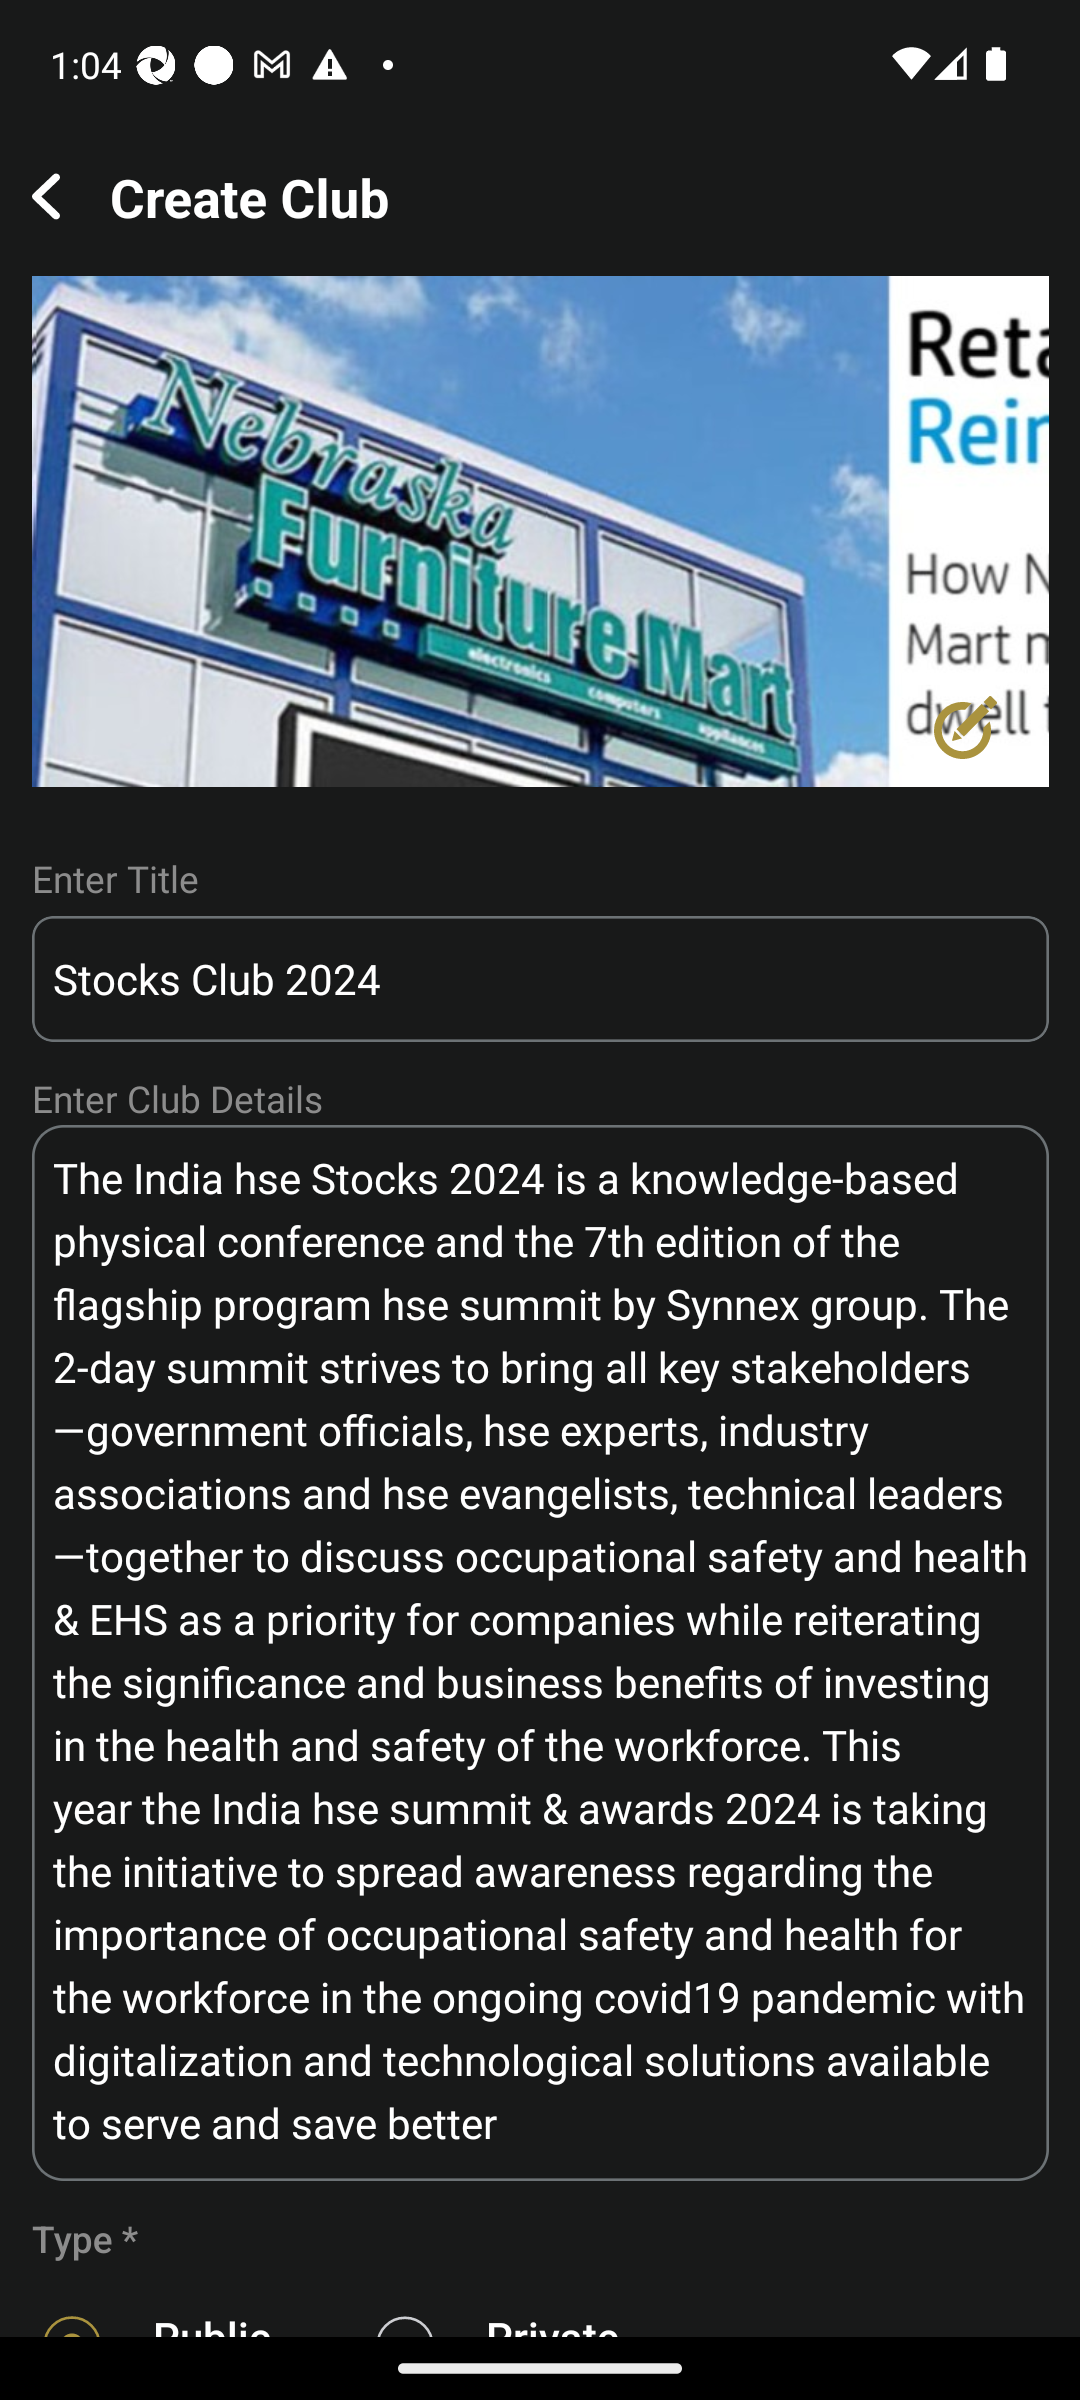 1:04
Create Club
Nebraska
Furniture Mart
electronics computers appliances
Reta
Rein
How N
Mart m
dwell t
Enter Title
Stocks Club 2024
Enter Club Details
The India hse Stocks 2024 is a knowledge-based
physical conference and the 7th edition of the
flagship program hse summit by Synnex group. The
2-day summit strives to bring all key stakeholders
—government officials, hse experts, industry
associations and hse evangelists, technical leaders
—together to discuss occupational safety and health
& EHS as a priority for companies while reiterating
the significance and business benefits of investing
in the health and safety of the workforce. This
year the India hse summit & awards 2024 is taking
the initiative to spread awareness regarding the
importance of occupational safety and health for
the workforce in the ongoing covid19 pandemic with
digitalization and technological solutions available
to serve and save better
Type *
Public Private